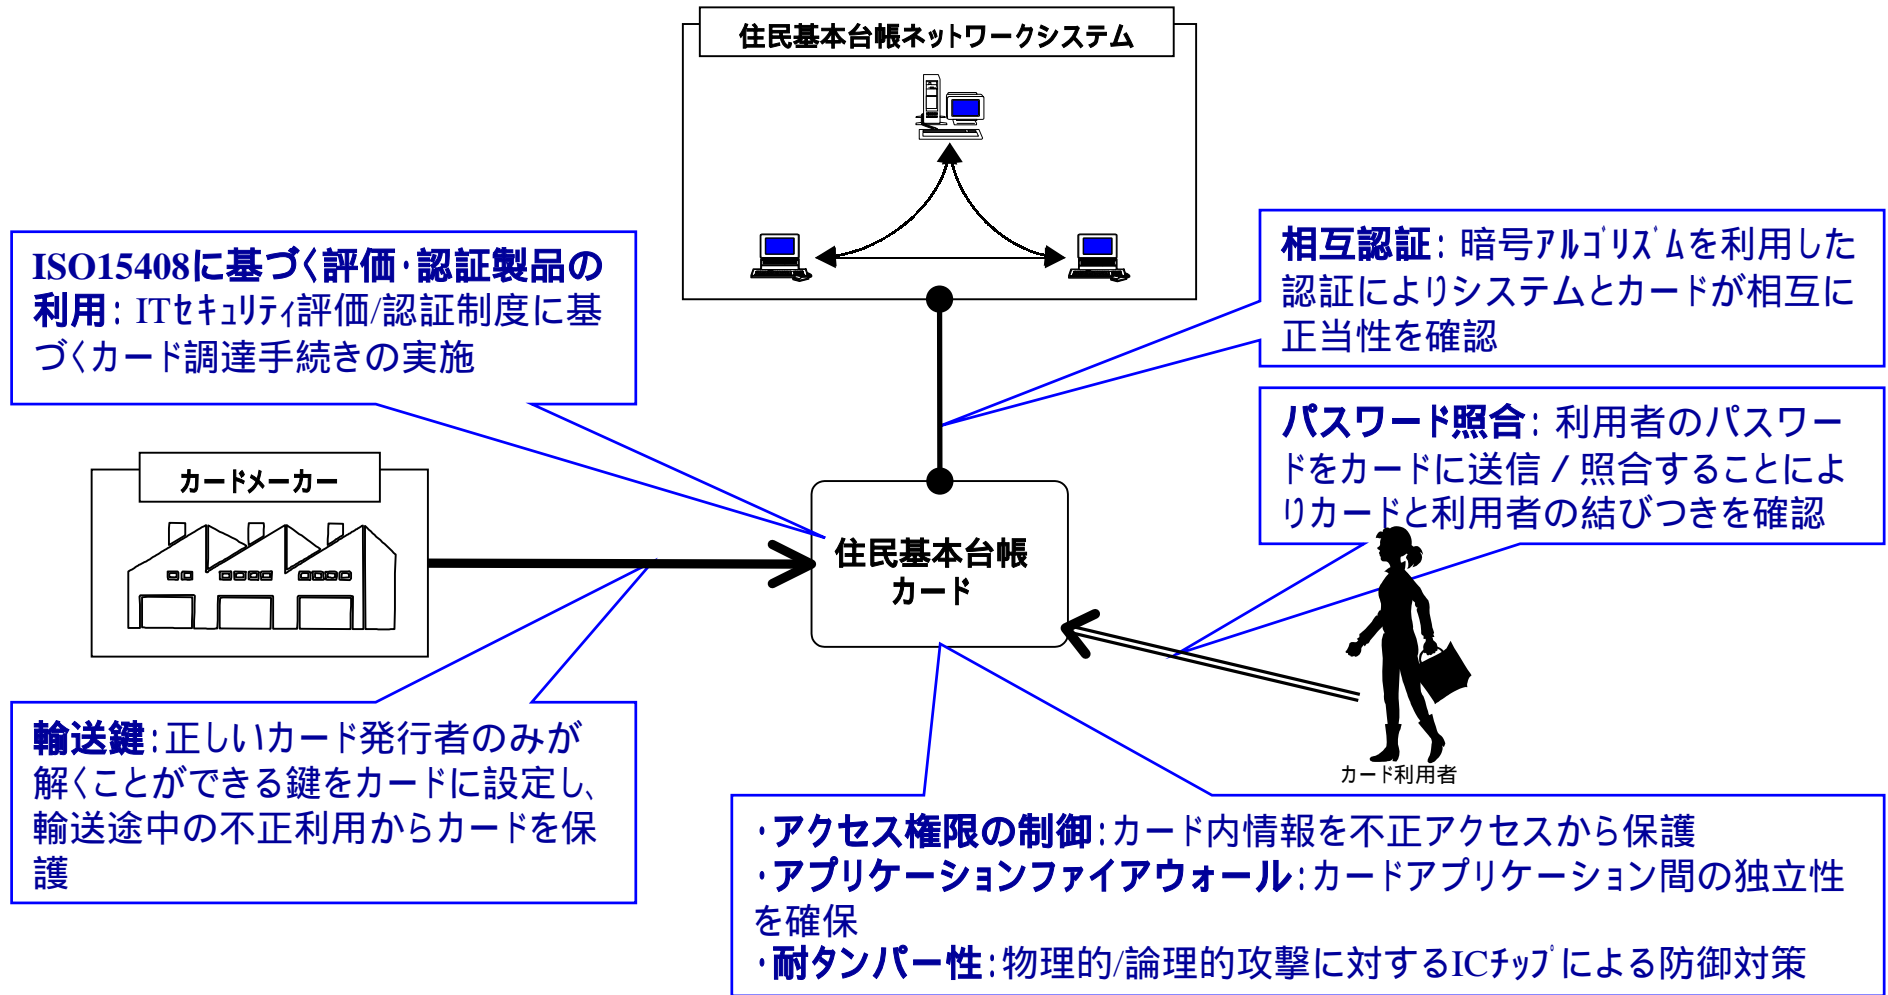 住民基本台帳ネットワークシステム
ISO15408に基づく評価・認証製品の
利用: ITｾｷｭﾘﾃｨ評価/認証制度に基
づくカード調達手続きの実施
相互認証: 暗号ｱﾙｺﾞﾘｽﾞﾑを利用した
認証によりシステムとカードが相互に
正当性を確認
パスワード照合: 利用者のパスワー
ドをカードに送信／照合することによ
りカードと利用者の結びつきを確認
カードメーカー
住民基本台帳
カード
輸送鍵:正しいカード発行者のみが
解くことができる鍵をカードに設定し、
輸送途中の不正利用からカードを保
護
カード利用者
・アクセス権限の制御:カード内情報を不正アクセスから保護
・アプリケーションファイアウォール:カードアプリケーション間の独立性
を確保
・耐タンパー性:物理的/論理的攻撃に対するICﾁｯﾌﾟによる防御対策